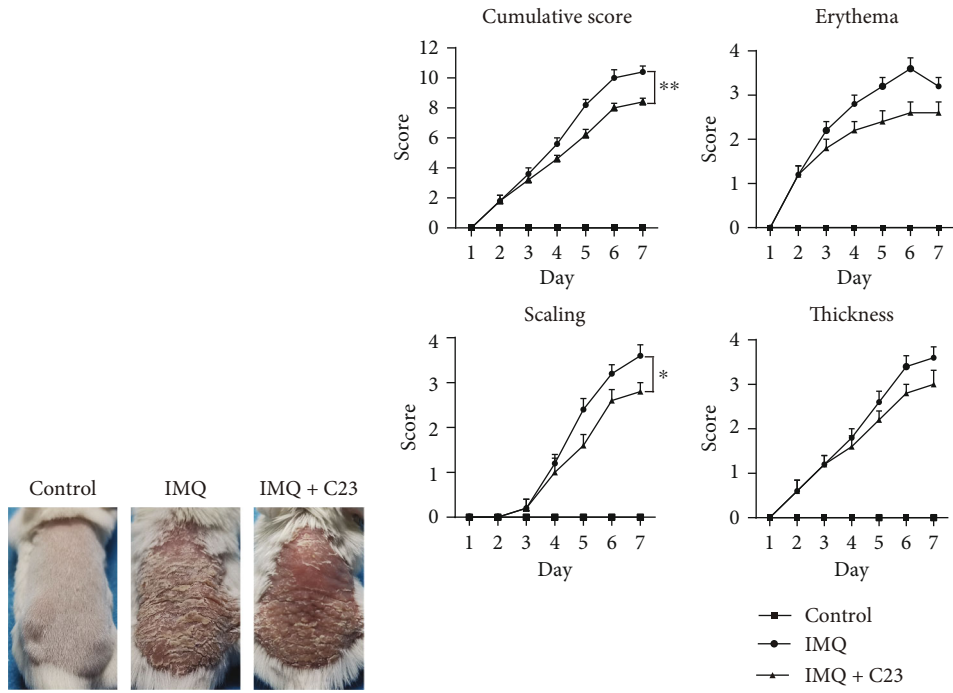 Cumulative score
Score
12
10
8
6
4
2
0
**
1 2 3 4 5 6 7
Day
Erythema
Score
4
3
2
1
0
1 2 3 4 5 6 7
Day
Scaling
Score
4
3
2
1
0
*
1 2 3 4 5 6 7
Day
Thickness
Score
4
3
2
1
0
1 2 3 4 5 6 7
Day
Control IMQ IMQ + C23
Control
IMQ
IMQ + C23